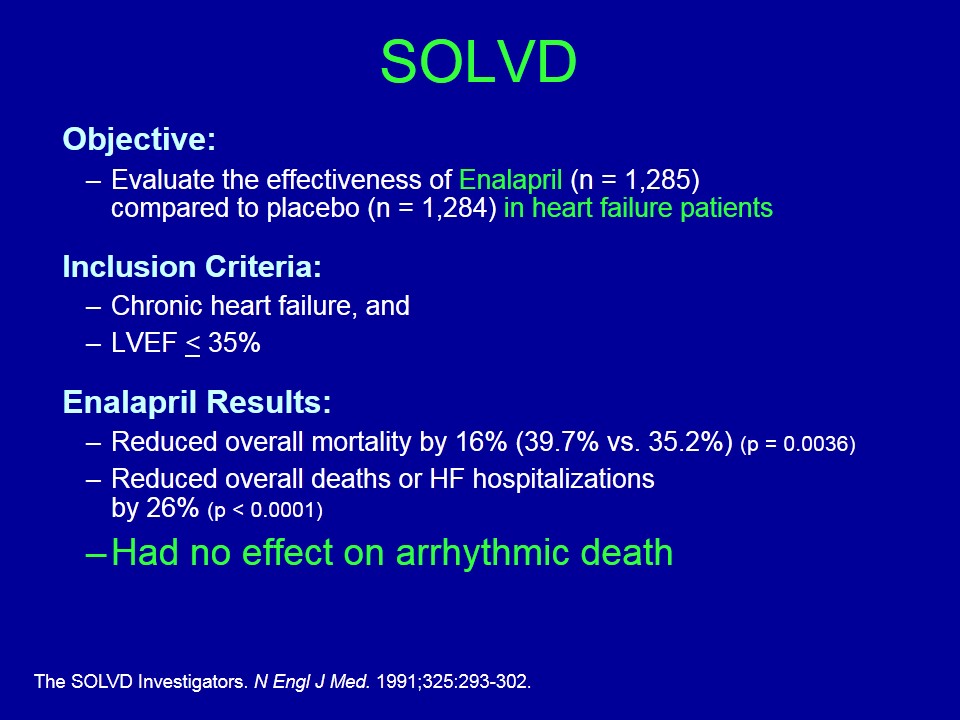 SOLVD
Objective:
– Evaluate the effectiveness of Enalapril (n = 1,285)
compared to placebo (n = 1,284) in heart failure patients
Inclusion Criteria:
– Chronic heart failure, and
– LVEF < 35%
Enalapril Results:
– Reduced overall mortality by 16% (39.7% vs. 35.2%) (p = 0.0036)
– Reduced overall deaths or HF hospitalizations
by 26% (p < 0.0001)
– Had no effect on arrhythmic death
The SOLVD Investigators. N Engl J Med. 1991;325:293-302.